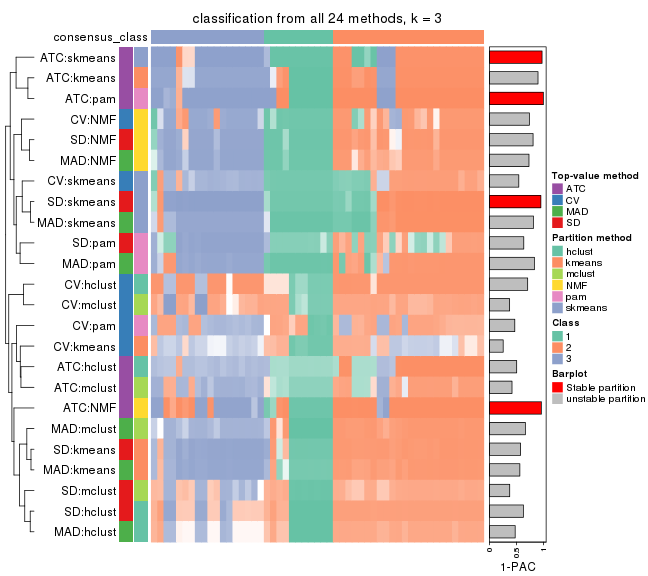 classification from all 24 methods, k = 3
consensus_class
ATC:skmeans
ATC:kmeans
ATC:pam
CV:NMF
SD:NMF
MAD:NMF
CV:skmeans
SD:skmeans
MAD:skmeans
SD:pam
MAD:pam
CV:hclust
CV:mclust
CV:pam
CV:kmeans
ATC:hclust
ATC:mclust
ATC:NMF
MAD:mclust
SD:kmeans
MAD:kmeans
SD:mclust
SD:hclust
MAD:hclust
0
0.5
1
1-PAC
Top-value method
ATC
CV
MAD
SD
Partition method
hclust
kmeans
mclust
NMF
pam
skmeans
Class
1
2
3
Barplot
Stable partition
unstable partition